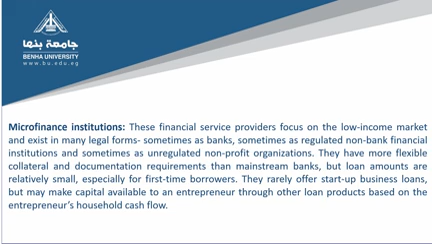 جامعة بنها
BENHA UNIVERSITY
www.bu.edu.eg
Microfinance institutions: These financial service providers focus on the low-income market
and exist in many legal forms- sometimes as banks, sometimes as regulated non-bank financial
institutions and sometimes as unregulated non-profit organizations. They have more flexible
collateral and documentation requirements than mainstream banks, but loan amounts are
relatively small, especially for first-time borrowers. They rarely offer start-up business loans,
but may make capital available to an entrepreneur through other loan products based on the
entrepreneur's household cash flow.